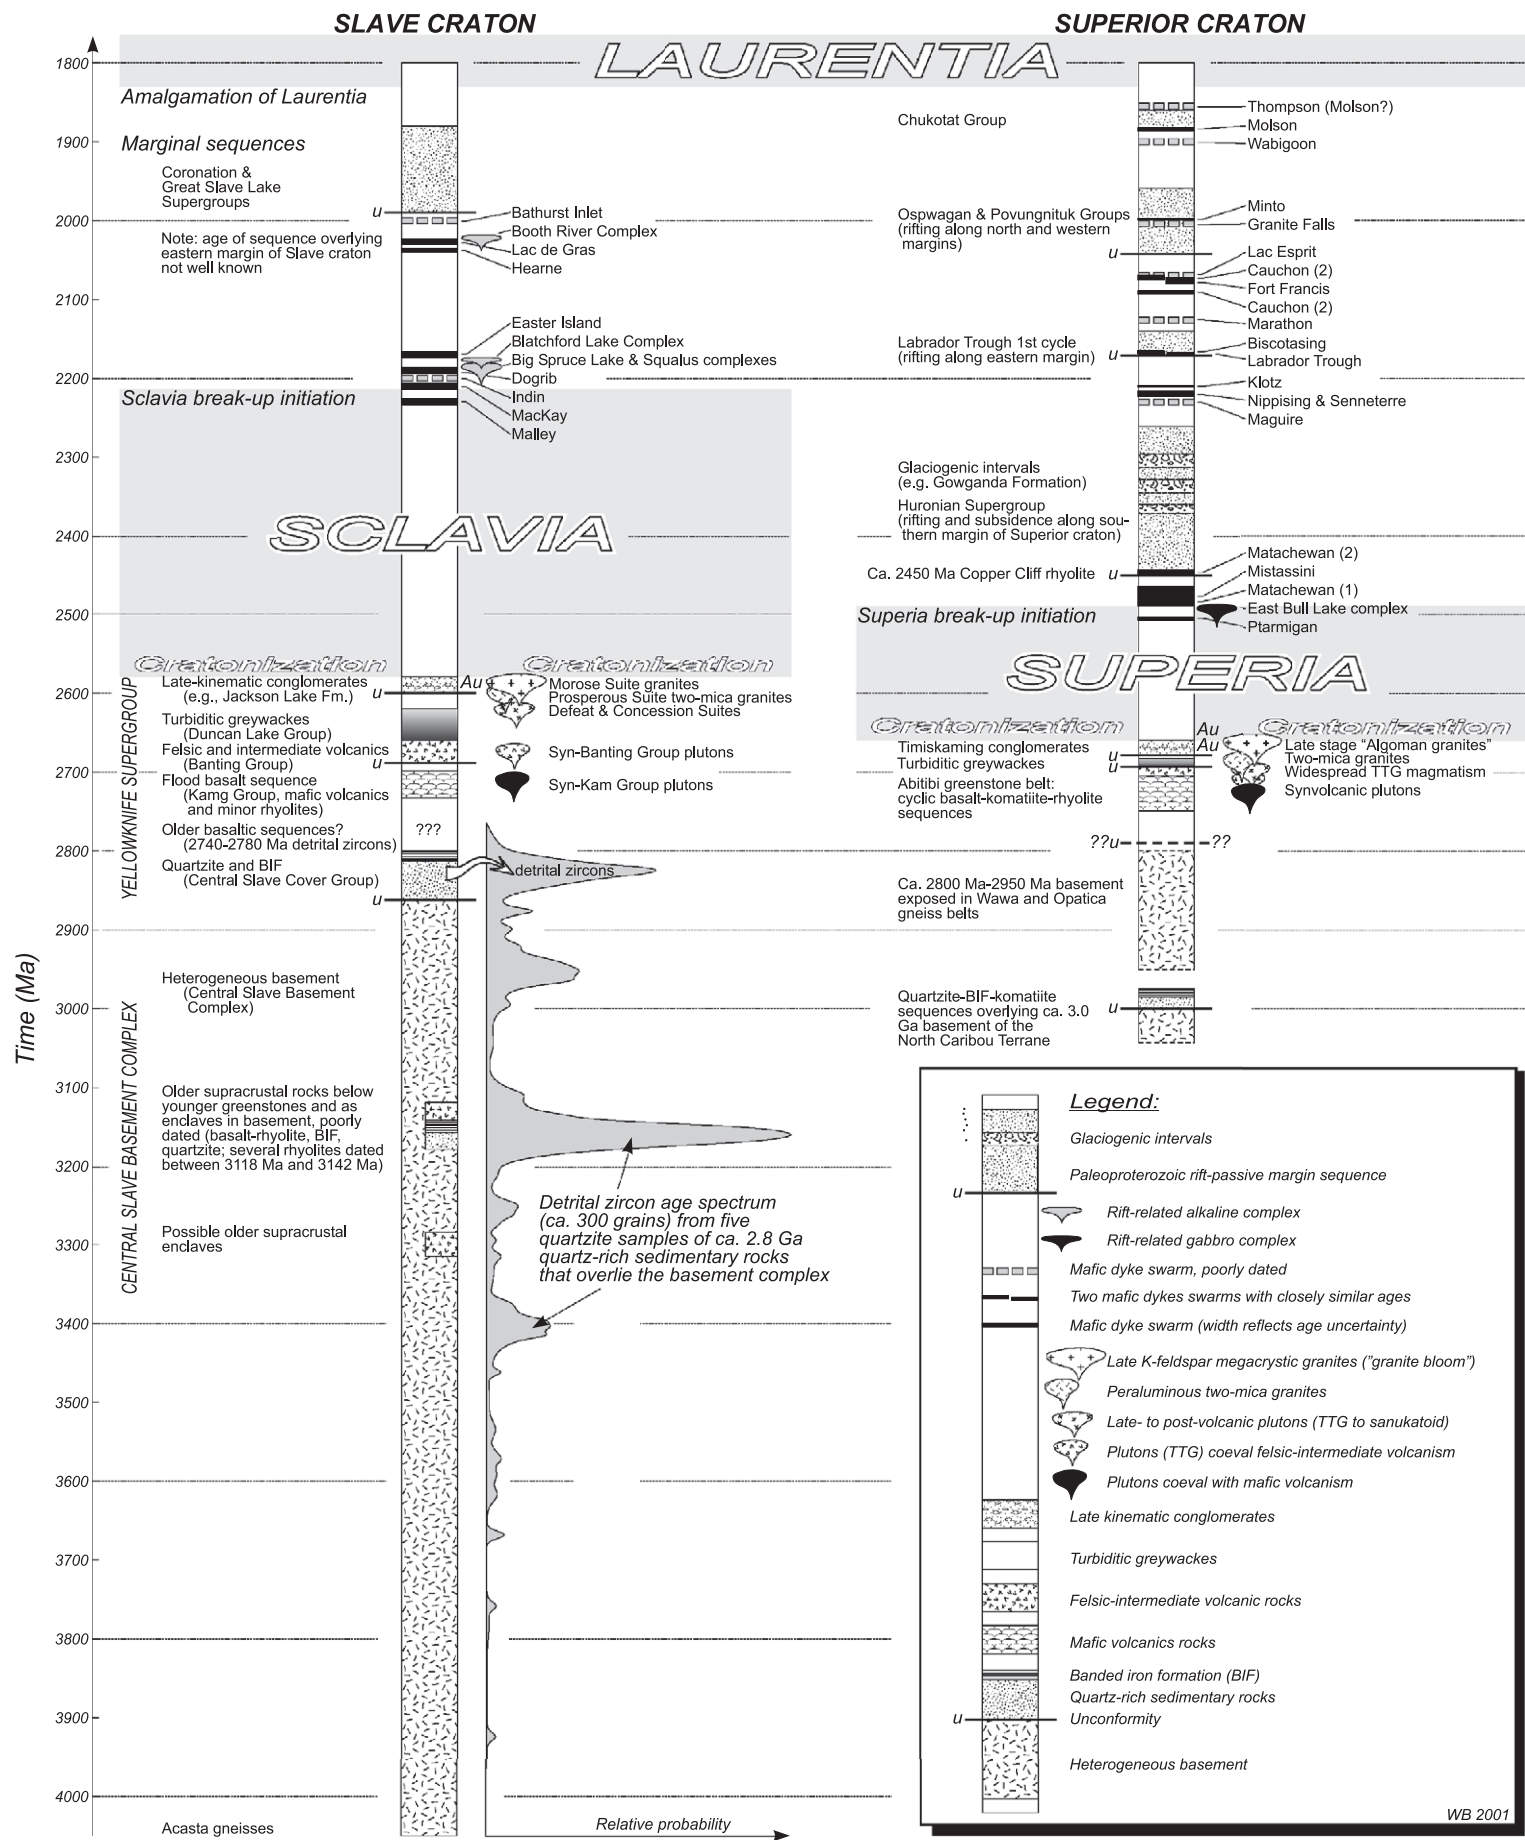 SLAVE CRATON
SUPERIOR CRATON
LAURENTIA
Time (Ma)
1800
1900
2000
2100
2200
2300
2400
2500
2600
2700
2800
2900
3000
3100
3200
3300
3400
3500
3600
3700
3800
3900
4000
Amalgamation of Laurentia
Marginal sequences
Coronation &
Great Slave Lake
Supergroups
u
Note: age of sequence overlying
eastern margin of Slave craton
not well known
Bathurst Inlet
Booth River Complex
Lac de Gras
Hearne
Easter Island
Blatchford Lake Complex
Big Spruce Lake & Squalus complexes
Dogrib
Indin
MacKay
Malley
Sclavia break-up initiation
SCLAVIA
Cratonization
Cratonization
YELLOWKNIFE SUPERGROUP
Late-kinematic conglomerates
(e.g., Jackson Lake Fm.)
u
Au
Turbiditic greywackes
(Duncan Lake Group)
Felsic and intermediate volcanics
(Banting Group)
u
Flood basalt sequence
(Kamg Group, mafic volcanics
and minor rhyolites)
Older basaltic sequences?
(2740-2780 Ma detrital zircons)
???
Quartzite and BIF
(Central Slave Cover Group)
u
Morose Suite granites
Prosperous Suite two-mica granites
Defeat & Concession Suites
Syn-Banting Group plutons
Syn-Kam Group plutons
detrital zircons
CENTRAL SLAVE BASEMENT COMPLEX
Heterogeneous basement
(Central Slave Basement
Complex)
Older supracrustal rocks below
younger greenstones and as
enclaves in basement, poorly
dated (basalt-rhyolite, BIF,
quartzite; several rhyolites dated
between 3118 Ma and 3142 Ma)
Possible older supracrustal
enclaves
Acasta gneisses
Detrital zircon age spectrum
(ca. 300 grains) from five
quartzite samples of ca. 2.8 Ga
quartz-rich sedimentary rocks
that overlie the basement complex
Relative probability
Chukotat Group
Ospwagan & Povungnituk Groups
(rifting along north and western
margins)
u
Labrador Trough 1st cycle
(rifting along eastern margin)
u
Glaciogenic intervals
(e.g. Gowganda Formation)
Huronian Supergroup
(rifting and subsidence along sou-
thern margin of Superior craton)
Ca. 2450 Ma Copper Cliff rhyolite
u
Thompson (Molson?)
Molson
Wabigoon
Minto
Granite Falls
Lac Esprit
Cauchon (2)
Fort Francis
Cauchon (2)
Marathon
Biscotasing
Labrador Trough
Klotz
Nippising & Senneterre
Maguire
Matachewan (2)
Mistassini
Matachewan (1)
East Bull Lake complex
Ptarmigan
Superia break-up initiation
SUPERIA
Cratonization
Cratonization
Au
Au
Timiskaming conglomerates
u
Turbiditic greywackes
u
Abitibi greenstone belt:
cyclic basalt-komatiite-rhyolite
sequences
Late stage “Algoman granites”
Two-mica granites
Widespread TTG magmatism
Synvolcanic plutons
??u
??
Ca. 2800 Ma-2950 Ma basement
exposed in Wawa and Opatica
gneiss belts
Quartzite-BIF-komatiite
sequences overlying ca. 3.0
Ga basement of the
North Caribou Terrane
u
Legend:
Glaciogenic intervals
Paleoproterozoic rift-passive margin sequence
u
Rift-related alkaline complex
Rift-related gabbro complex
Mafic dyke swarm, poorly dated
Two mafic dykes swarms with closely similar ages
Mafic dyke swarm (width reflects age uncertainty)
Late K-feldspar megacrystic granites (”granite bloom”)
Peraluminous two-mica granites
Late- to post-volcanic plutons (TTG to sanukatoid)
Plutons (TTG) coeval felsic-intermediate volcanism
Plutons coeval with mafic volcanism
Late kinematic conglomerates
Turbiditic greywackes
Felsic-intermediate volcanic rocks
Mafic volcanics rocks
Banded iron formation (BIF)
Quartz-rich sedimentary rocks
u
Unconformity
Heterogeneous basement
WB 2001